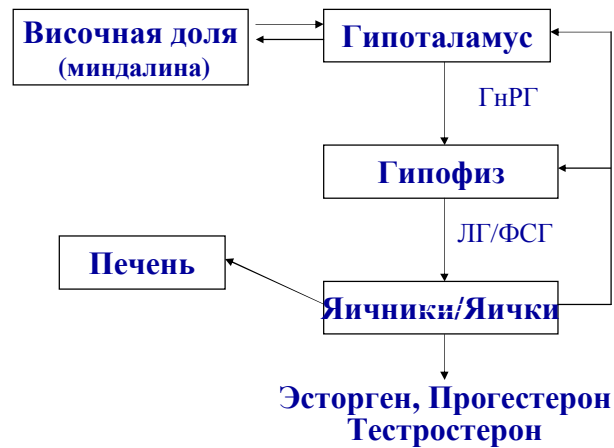 Височная доля
(миндалина)
Гипоталамус
ГнРГ
Гипофиз
ЛГ/ФСГ
Печень
Яичники/Яички
Эсторген, Прогестерон
Тестростерон